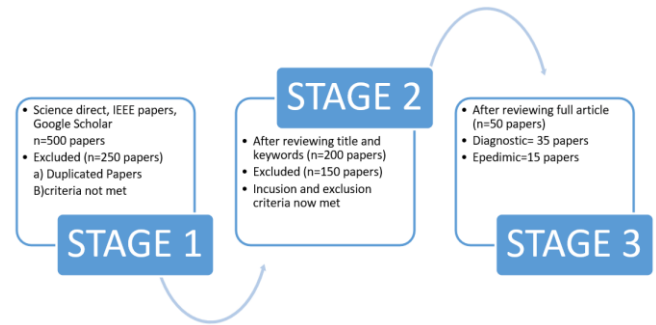 • Science direct, IEEE papers,
Google Scholar
n=500 papers
• Excluded (n=250 papers)
a) Duplicated Papers
B)criteria not met
STAGE 1
STAGE 2
• After reviewing title and
keywords (n=200 papers)
• Excluded (n=150 papers)
• Incusion and exclusion
criteria now met
• After reviewing full article
(n=50 papers)
• Diagnostic= 35 papers
• Epedimic=15 papers
STAGE 3